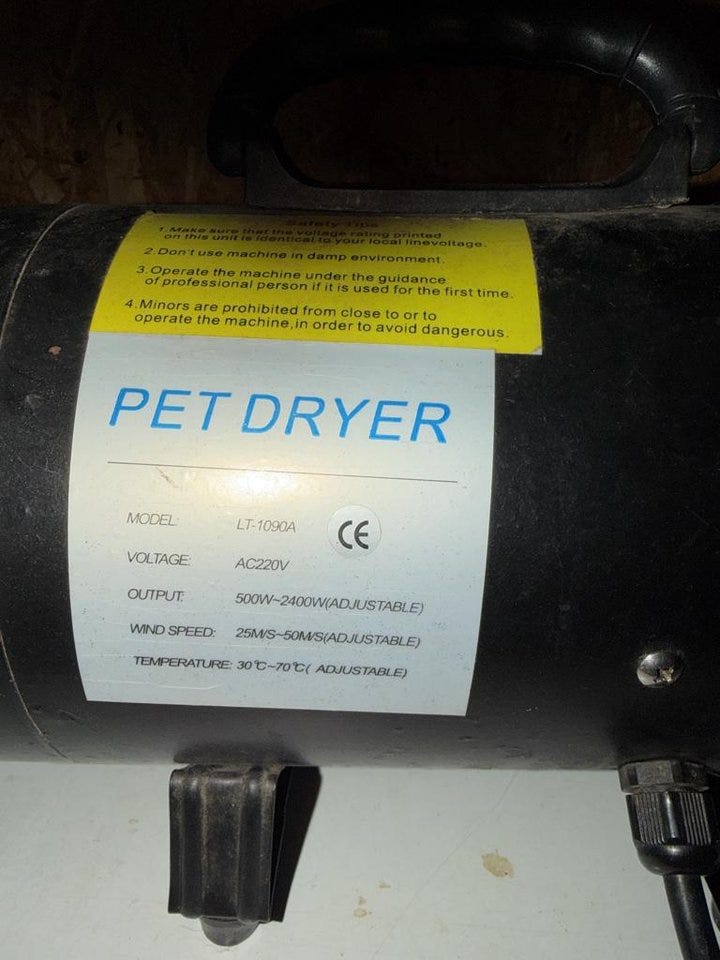 Safety Tips
1.Make sure that the voltage rating printed
on this unit is identical to your local linevoltage.
2.Don't use machine in damp environment.
3.Operate the machine under the guidance
of professional person if it is used for the first time.
4.Minors are prohibited from close to or to
operate the machine,in order to avoid dangerous.
PET DRYER
MODEL: LT-1090A CE
VOLTAGE: AC220V
OUTPUT: 500W~2400W(ADJUSTABLE)
WIND SPEED: 25M/S~50M/S(ADJUSTABLE)
TEMPERATURE: 30℃~70℃( ADJUSTABLE)